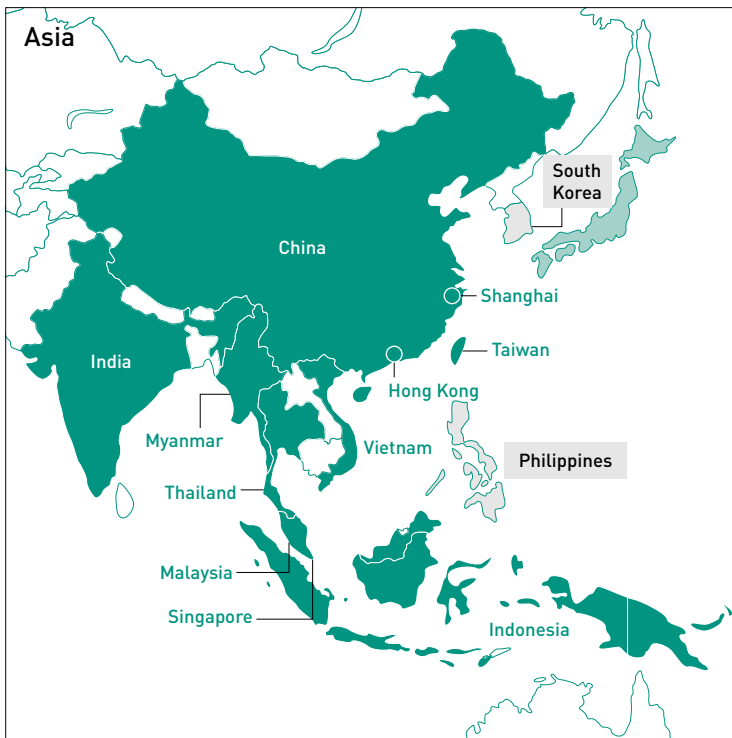 Asia
South
Korea
China
Shanghai
Taiwan
India
Hong Kong
Myanmar
Vietnam
Philippines
Thailand
Malaysia
Singapore
Indonesia